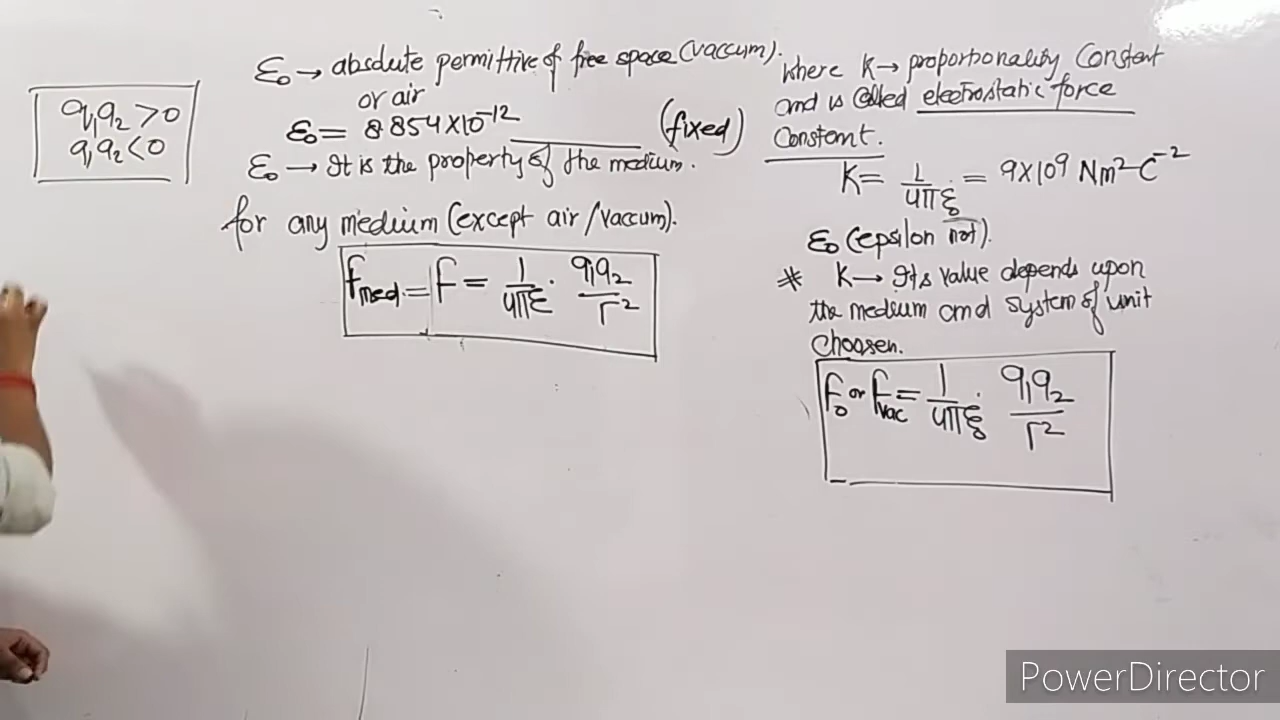 q₁q₂ > 0
q₁q₂ < 0
ε₀ → absolute permittive of free space (vaccum).
or air
ε₀ = 8.854×10⁻¹² (fixed)
ε₀ → It is the property of the medium.
for any medium (except air/vaccum).
fmed. = f = 1/4πε · q₁q₂/r²
where K → proportionality Constant
and is called electrostatic force
Constant.
K = 1/4πε₀ = 9×10⁹ Nm²C⁻²
ε₀ (epsilon not).
* K → Its value depends upon
the medium and system of unit
Choosen.
f₀ or fvac = 1/4πε₀ · q₁q₂/r²
PowerDirector